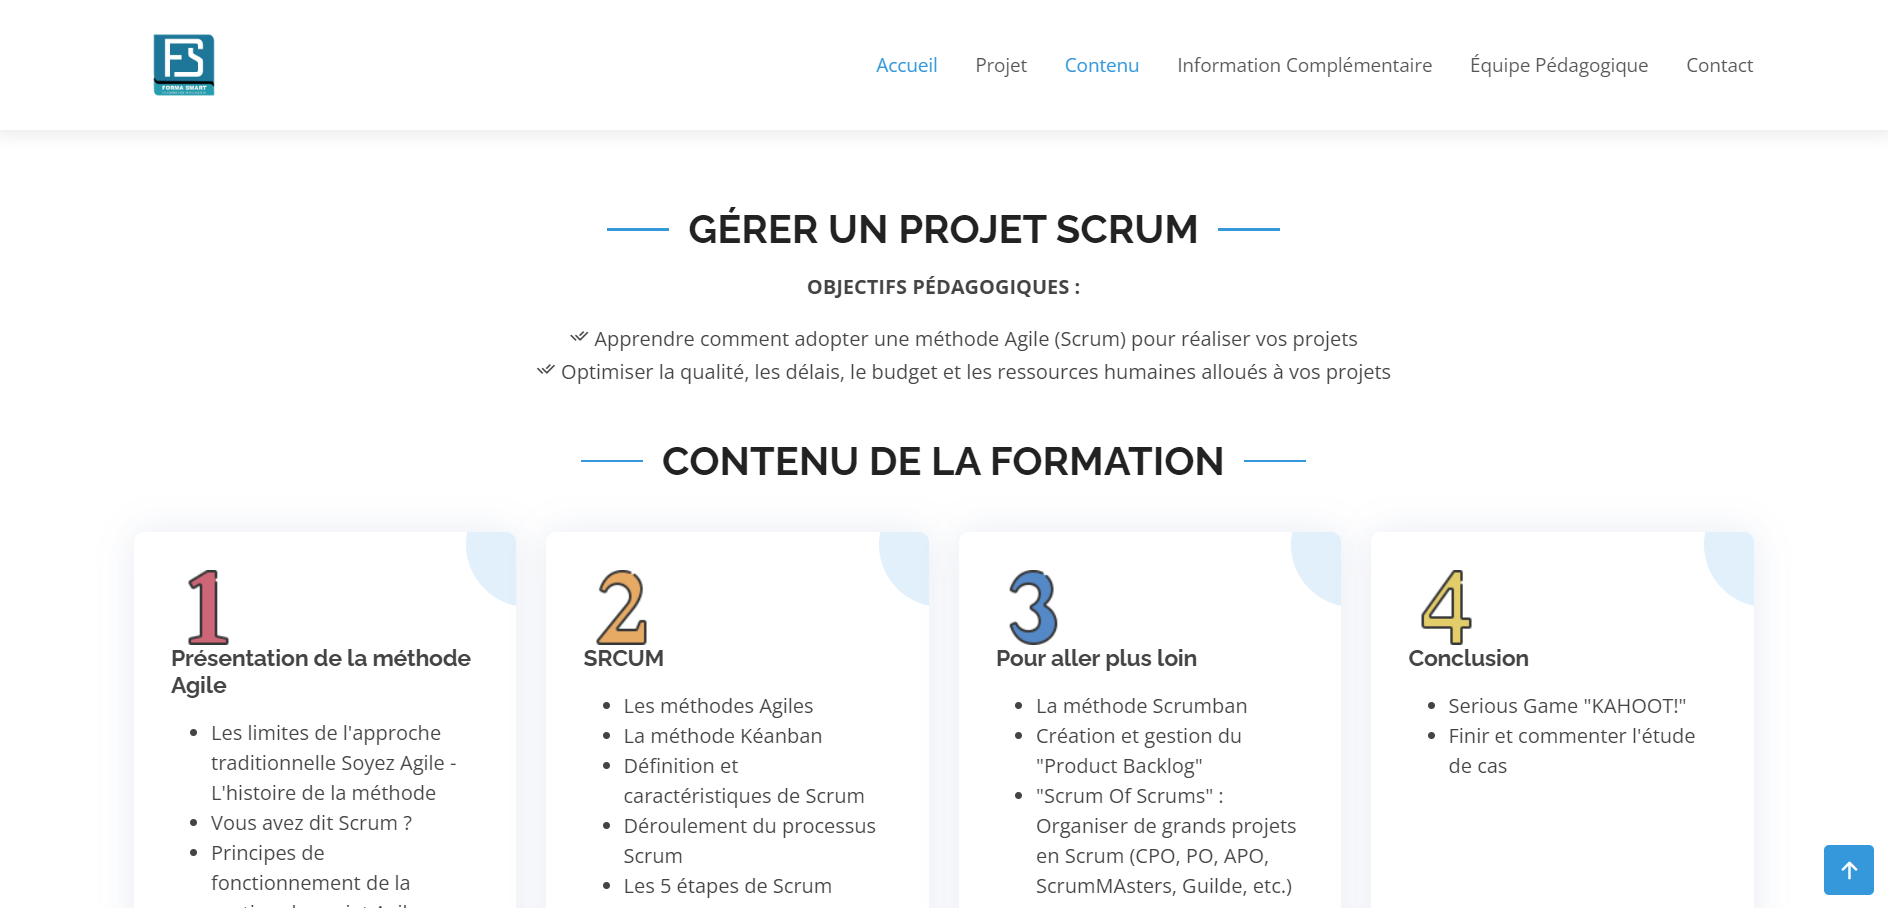 FS
FORMA SMART
Accueil
Projet
Contenu
Information Complémentaire
Équipe Pédagogique
Contact
GÉRER UN PROJET SCRUM
OBJECTIFS PÉDAGOGIQUES :
Apprendre comment adopter une méthode Agile (Scrum) pour réaliser vos projets
Optimiser la qualité, les délais, le budget et les ressources humaines alloués à vos projets
CONTENU DE LA FORMATION
1
Présentation de la méthode
Agile
Les limites de l'approche
traditionnelle Soyez Agile -
L'histoire de la méthode
Vous avez dit Scrum ?
Principes de
fonctionnement de la
2
SRCUM
Les méthodes Agiles
La méthode Kéanban
Définition et
caractéristiques de Scrum
Déroulement du processus
Scrum
Les 5 étapes de Scrum
3
Pour aller plus loin
La méthode Scrumban
Création et gestion du
"Product Backlog"
"Scrum Of Scrums" :
Organiser de grands projets
en Scrum (CPO, PO, APO,
ScrumMAsters, Guilde, etc.)
4
Conclusion
Serious Game "KAHOOT!"
Finir et commenter l'étude
de cas